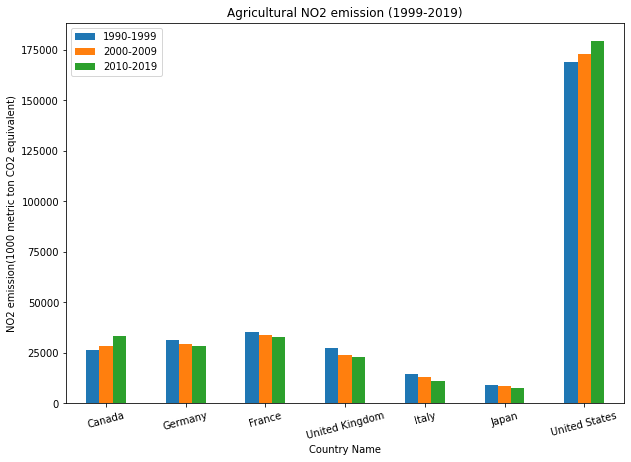 Agricultural NO2 emission (1999-2019)
1990-1999
2000-2009
2010-2019
NO2 emission(1000 metric ton CO2 equivalent)
175000
150000
125000
100000
75000
50000
25000
0
Canada
Germany
France
United Kingdom
Italy
Japan
United States
Country Name